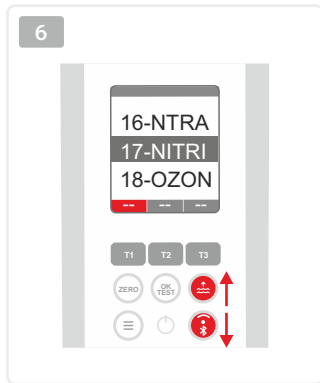 6
16-NTRA
17-NITRI
18-OZON
-- -- --
T1 T2 T3
ZERO OK TEST